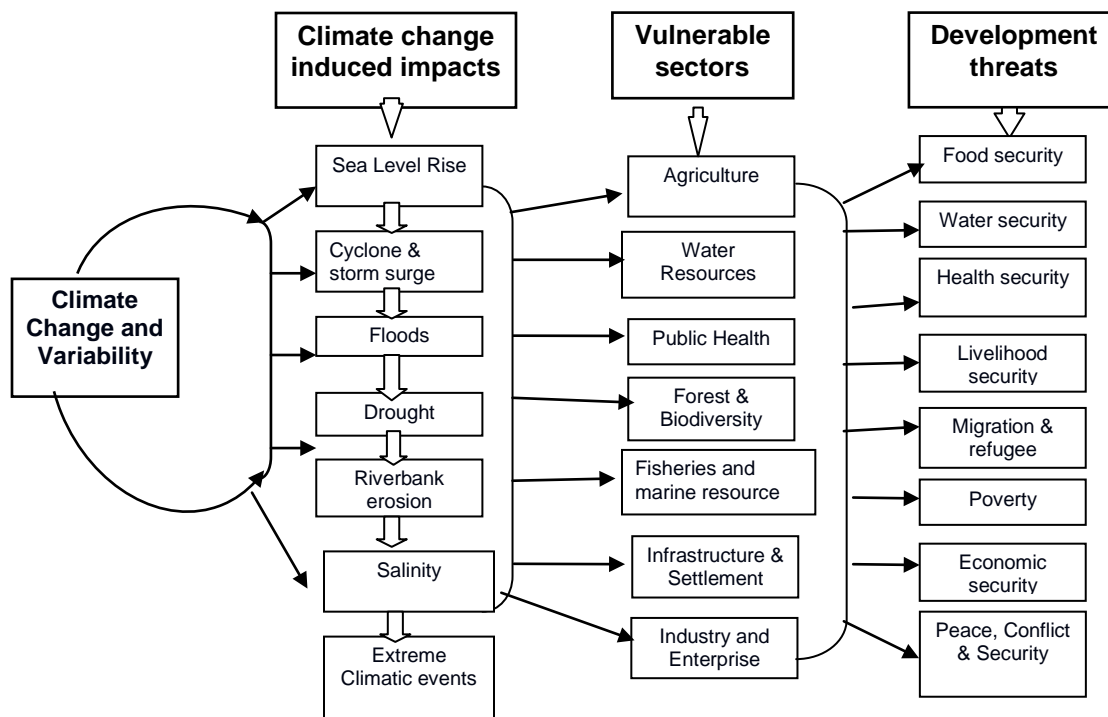 Climate change
induced impacts
Vulnerable
sectors
Development
threats
Climate
Change and
Variability
Sea Level Rise
Cyclone &
storm surge
Floods
Drought
Riverbank
erosion
Salinity
Extreme
Climatic events
Agriculture
Water
Resources
Public Health
Forest &
Biodiversity
Fisheries and
marine resource
Infrastructure &
Settlement
Industry and
Enterprise
Food security
Water security
Health security
Livelihood
security
Migration &
refugee
Poverty
Economic
security
Peace, Conflict
& Security